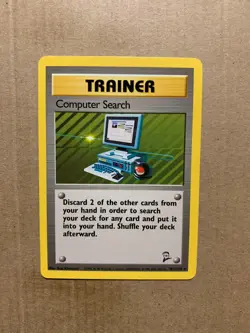 TRAINER
Computer Search
Discard 2 of the other cards from
your hand in order to search
your deck for any card and put it
into your hand. Shuffle your deck
afterward.